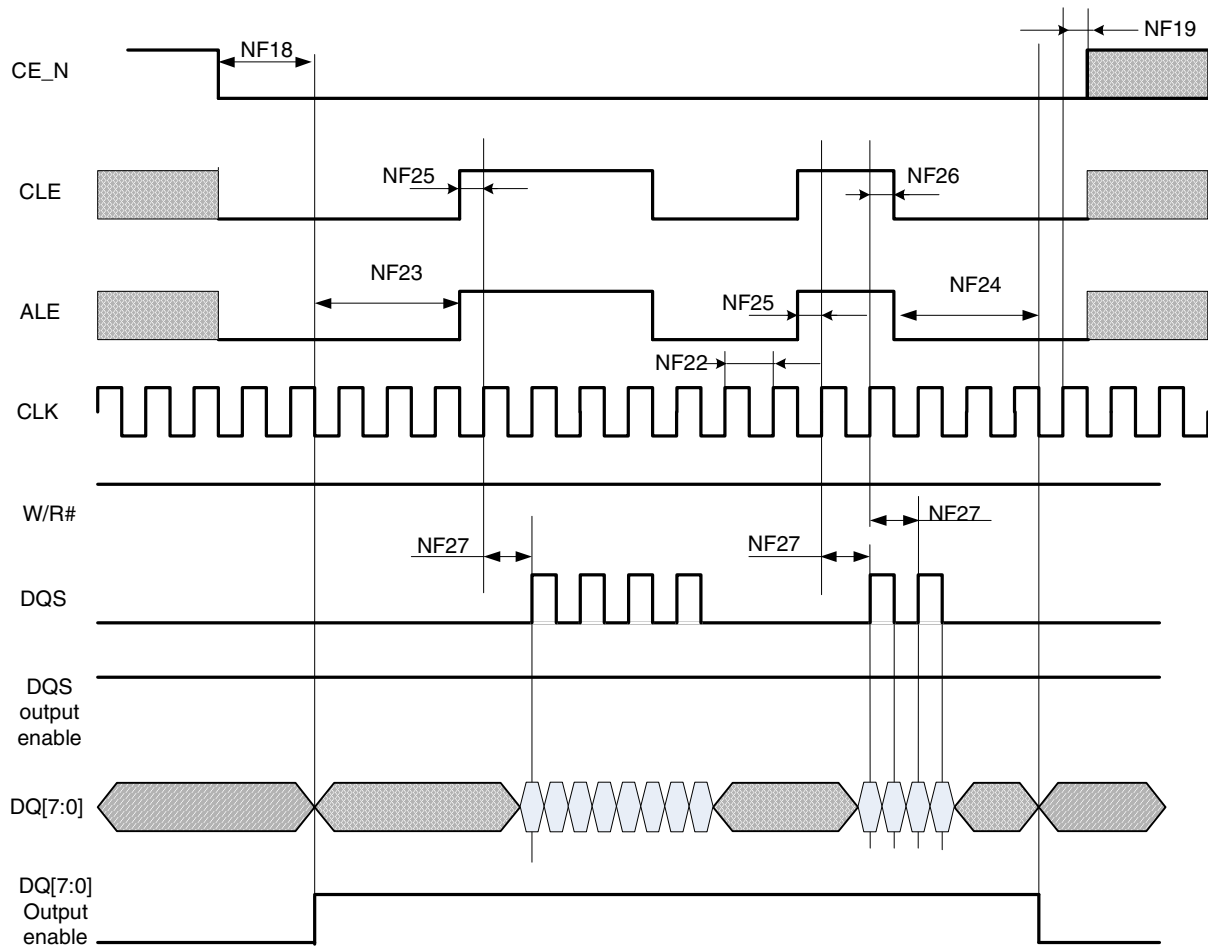 NF19
NF18
CE_N
NF25
NF26
CLE
NF23
NF24
NF25
ALE
NF22
CLK
W/R#
NF27
NF27
NF27
DQS
DQS
output
enable
DQ[7:0]
DQ[7:0]
Output
enable